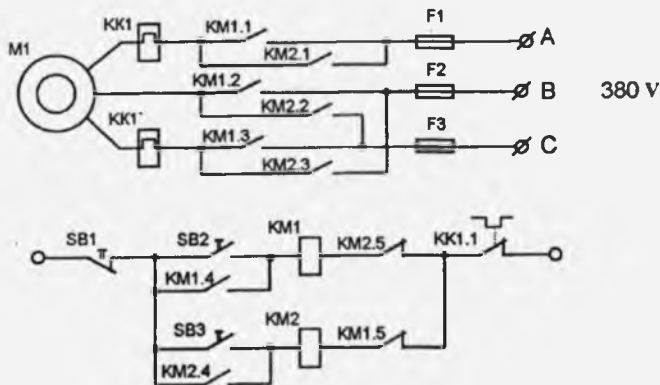 KK1
KM1.1
F1
A
M1
KM2.1
KM1.2
F2
B
380 V
KM2.2
KK1'
KM1.3
F3
C
KM2.3
SB1
SB2
KM1
KM2.5
KK1.1
KM1.4
SB3
KM2
KM1.5
KM2.4